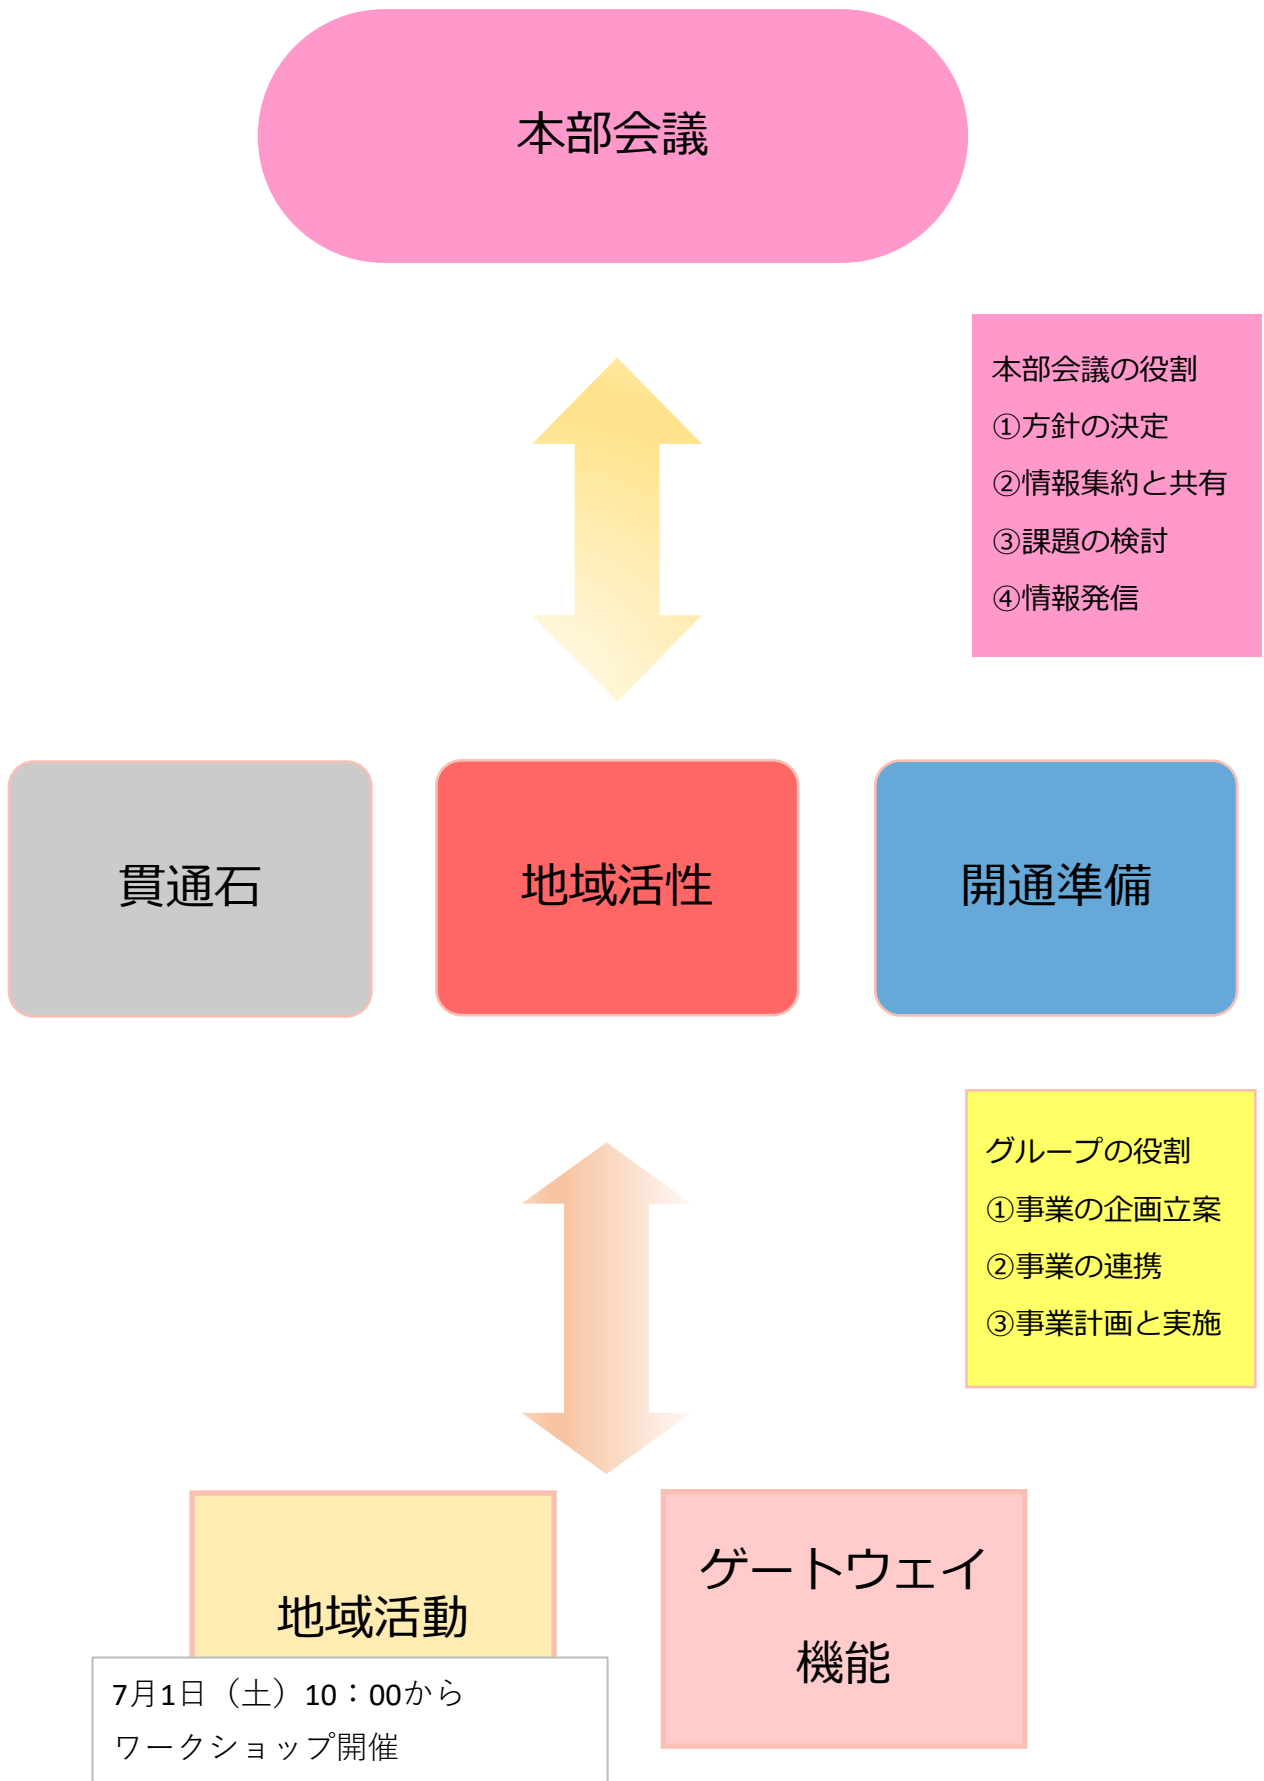 本部会議
本部会議の役割
①方針の決定
②情報集約と共有
③課題の検討
④情報発信
貫通石
地域活性
開通準備
グループの役割
①事業の企画立案
②事業の連携
③事業計画と実施
地域活動
ゲートウェイ
機能
7月1日（土）10：00から
ワークショップ開催